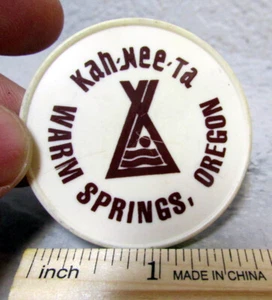 Kah-Nee-Ta
WARM SPRINGS, OREGON
inch 1 MADE IN CHINA